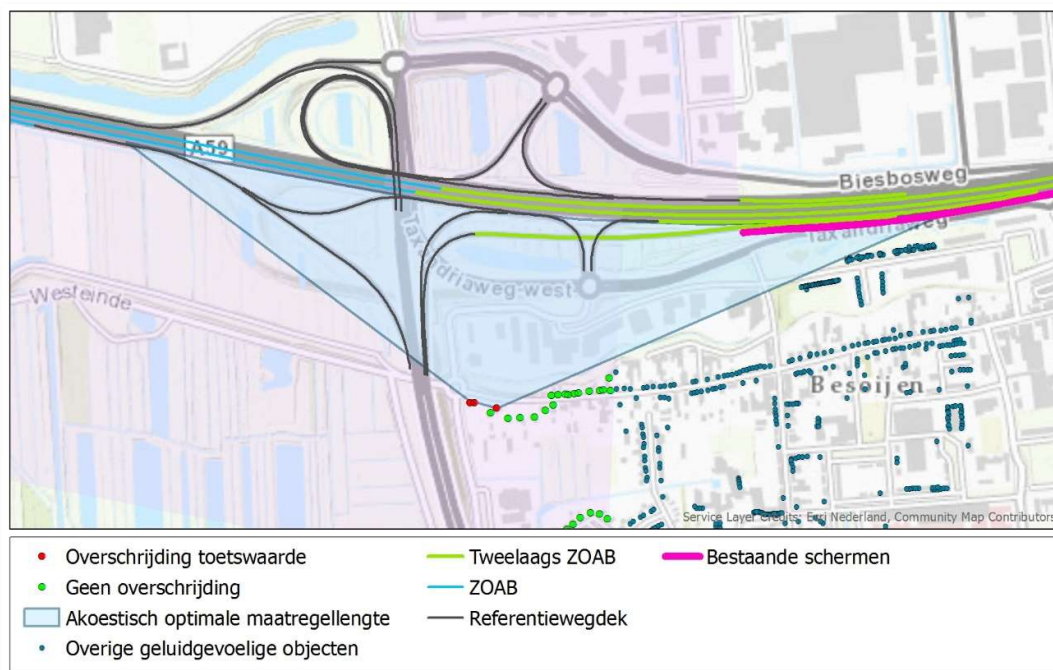 A59
Biesbosweg
Taxandriaweg
Taxandriaweg-west
Westeinde
Besoijen
Service Layer Credits: Esri Nederland, Community Map Contributors
Overschrijding toetswaarde
Geen overschrijding
Akoestisch optimale maatregellengte
Overige geluidgevoelige objecten
Tweelaags ZOAB
ZOAB
Referentiewegdek
Bestaande schermen